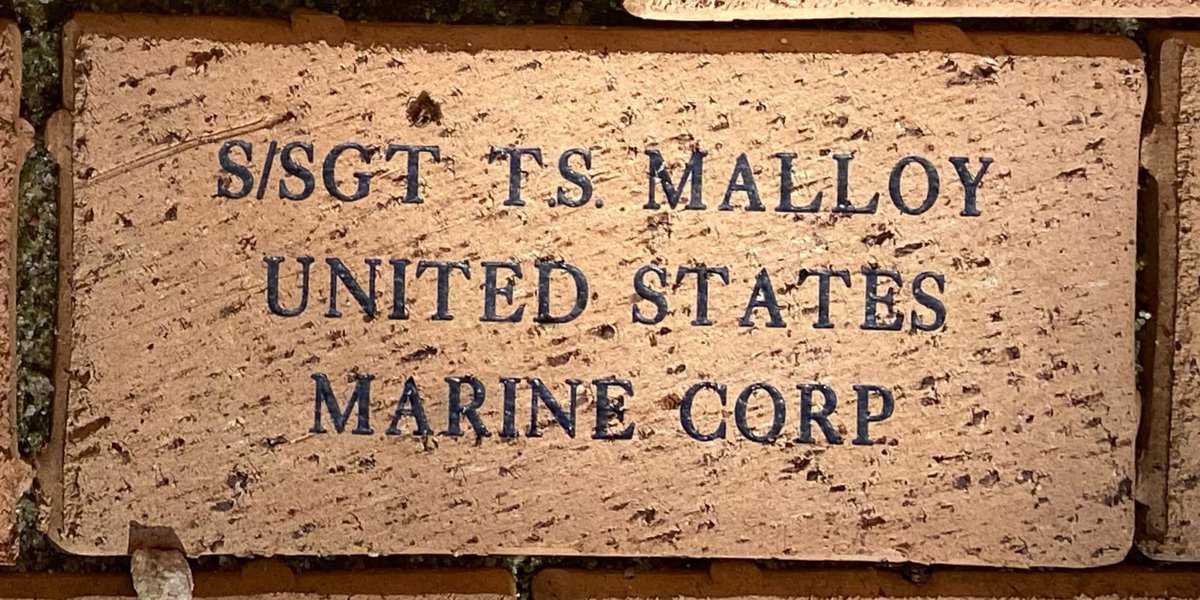 S/SGT T.S. MALLOY
UNITED STATES
MARINE CORP